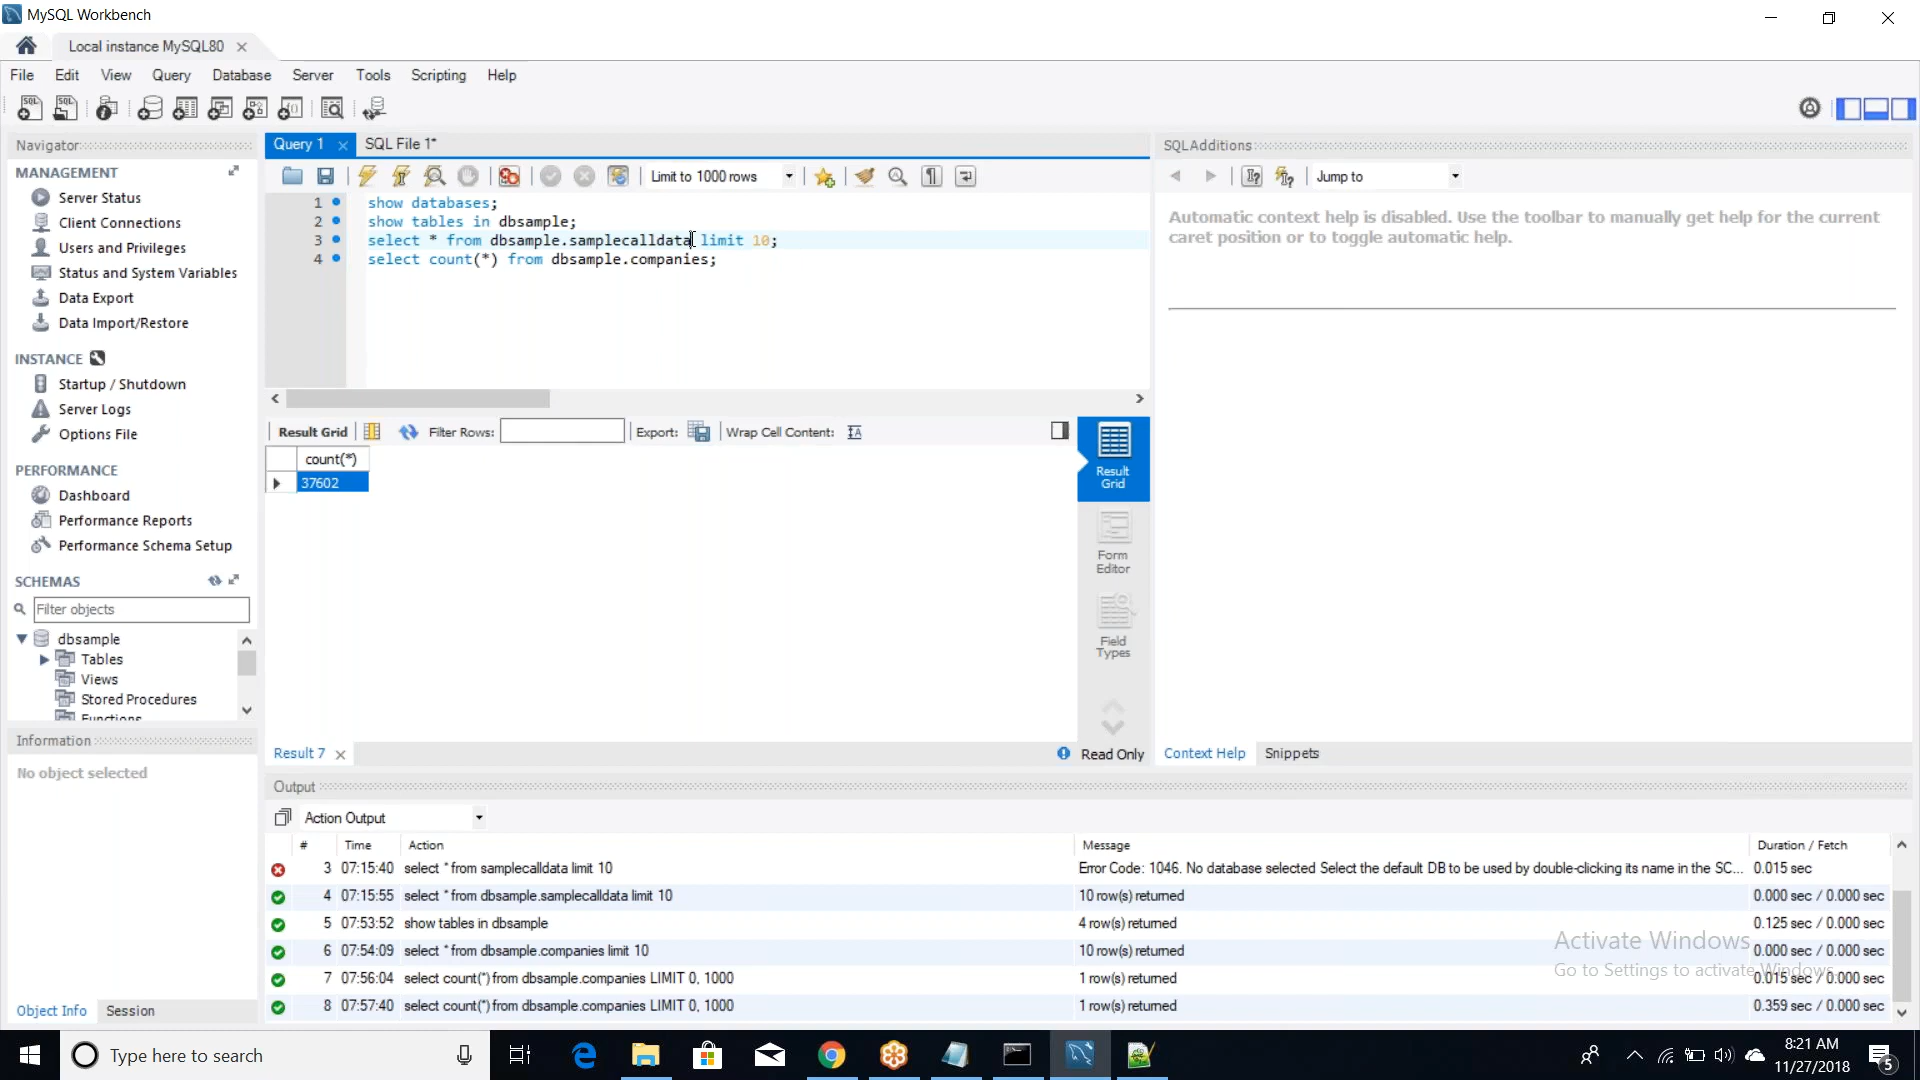 MySQL Workbench
Local instance MySQL80
File Edit View Query Database Server Tools Scripting Help
Navigator
MANAGEMENT
Server Status
Client Connections
Users and Privileges
Status and System Variables
Data Export
Data Import/Restore
INSTANCE
Startup / Shutdown
Server Logs
Options File
PERFORMANCE
Dashboard
Performance Reports
Performance Schema Setup
SCHEMAS
Filter objects
dbsample
Tables
Views
Stored Procedures
Functions
Information
No object selected
Object Info Session
Query 1 SQL File 1*
Limit to 1000 rows
1 show databases;
2 show tables in dbsample;
3 select * from dbsample.samplecalldata limit 10;
4 select count(*) from dbsample.companies;
Result Grid Filter Rows: Export: Wrap Cell Content:
count(*)
37602
Result
Grid
Form
Editor
Field
Types
Result 7 Read Only
SQLAdditions
Jump to
Automatic context help is disabled. Use the toolbar to manually get help for the current
caret position or to toggle automatic help.
Context Help Snippets
Output
Action Output
# Time Action Message Duration / Fetch
3 07:15:40 select * from samplecalldata limit 10 Error Code: 1046. No database selected Select the default DB to be used by double-clicking its name in the SC... 0.015 sec
4 07:15:55 select * from dbsample.samplecalldata limit 10 10 row(s) returned 0.000 sec / 0.000 sec
5 07:53:52 show tables in dbsample 4 row(s) returned 0.125 sec / 0.000 sec
6 07:54:09 select * from dbsample.companies limit 10 10 row(s) returned 0.000 sec / 0.000 sec
7 07:56:04 select count(*) from dbsample.companies LIMIT 0, 1000 1 row(s) returned 0.015 sec / 0.000 sec
8 07:57:40 select count(*) from dbsample.companies LIMIT 0, 1000 1 row(s) returned 0.359 sec / 0.000 sec
Activate Windows
Go to Settings to activate Windows.
Type here to search
8:21 AM
11/27/2018
5